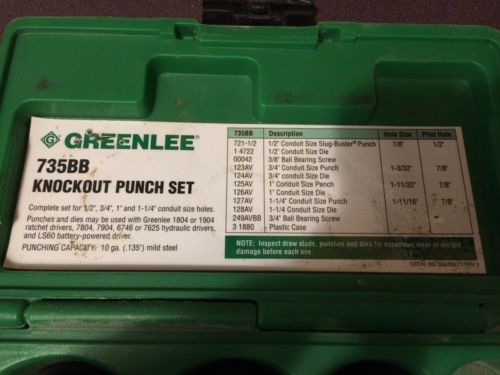 GREENLEE®
735BB
KNOCKOUT PUNCH SET
Complete set for 1/2", 3/4", 1" and 1-1/4" conduit size holes.
Punches and dies may be used with Greenlee 1804 or 1904
ratchet drivers, 7804, 7904, 6746 or 7625 hydraulic drivers,
and LS60 battery-powered driver.
PUNCHING CAPACITY: 10 ga. (.135") mild steel
735BB Description Hole Size Pilot Hole
721-1/2 1/2" Conduit Size Slug-Buster® Punch 7/8" 1/2"
1 4722 1/2" Conduit Size Die
00042 3/8" Ball Bearing Screw
123AV 3/4" Conduit Size Punch 1-3/32" 7/8"
124AV 3/4" conduit size Die
125AV 1" Conduit Size Punch 1-11/32" 7/8"
126AV 1" Conduit Size Die
127AV 1-1/4 Conduit Size Punch 1-11/16" 7/8"
128AV 1-1/4 Conduit Size Die
249AVBB 3/4" Ball Bearing Screw
3 1880 Plastic Case
NOTE: Inspect draw studs, punches and dies for excessive wear or visible
damage before each use.